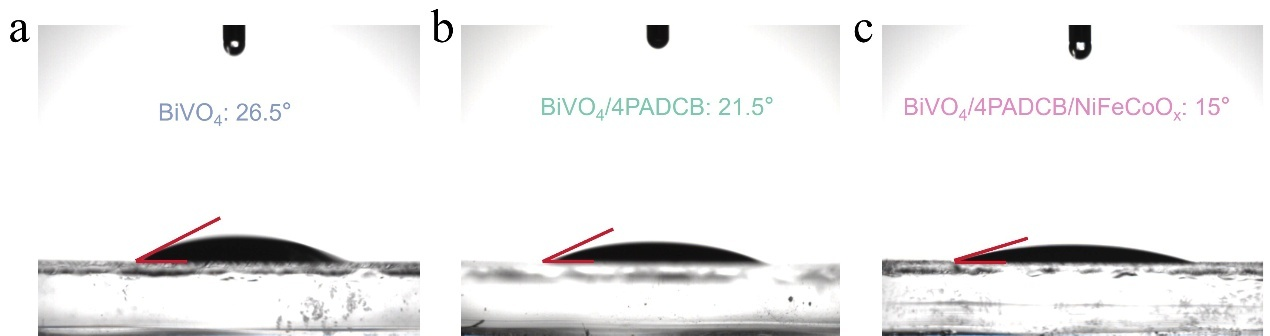 a
BiVO₄: 26.5°
b
BiVO₄/4PADCB: 21.5°
c
BiVO₄/4PADCB/NiFeCoOₓ: 15°